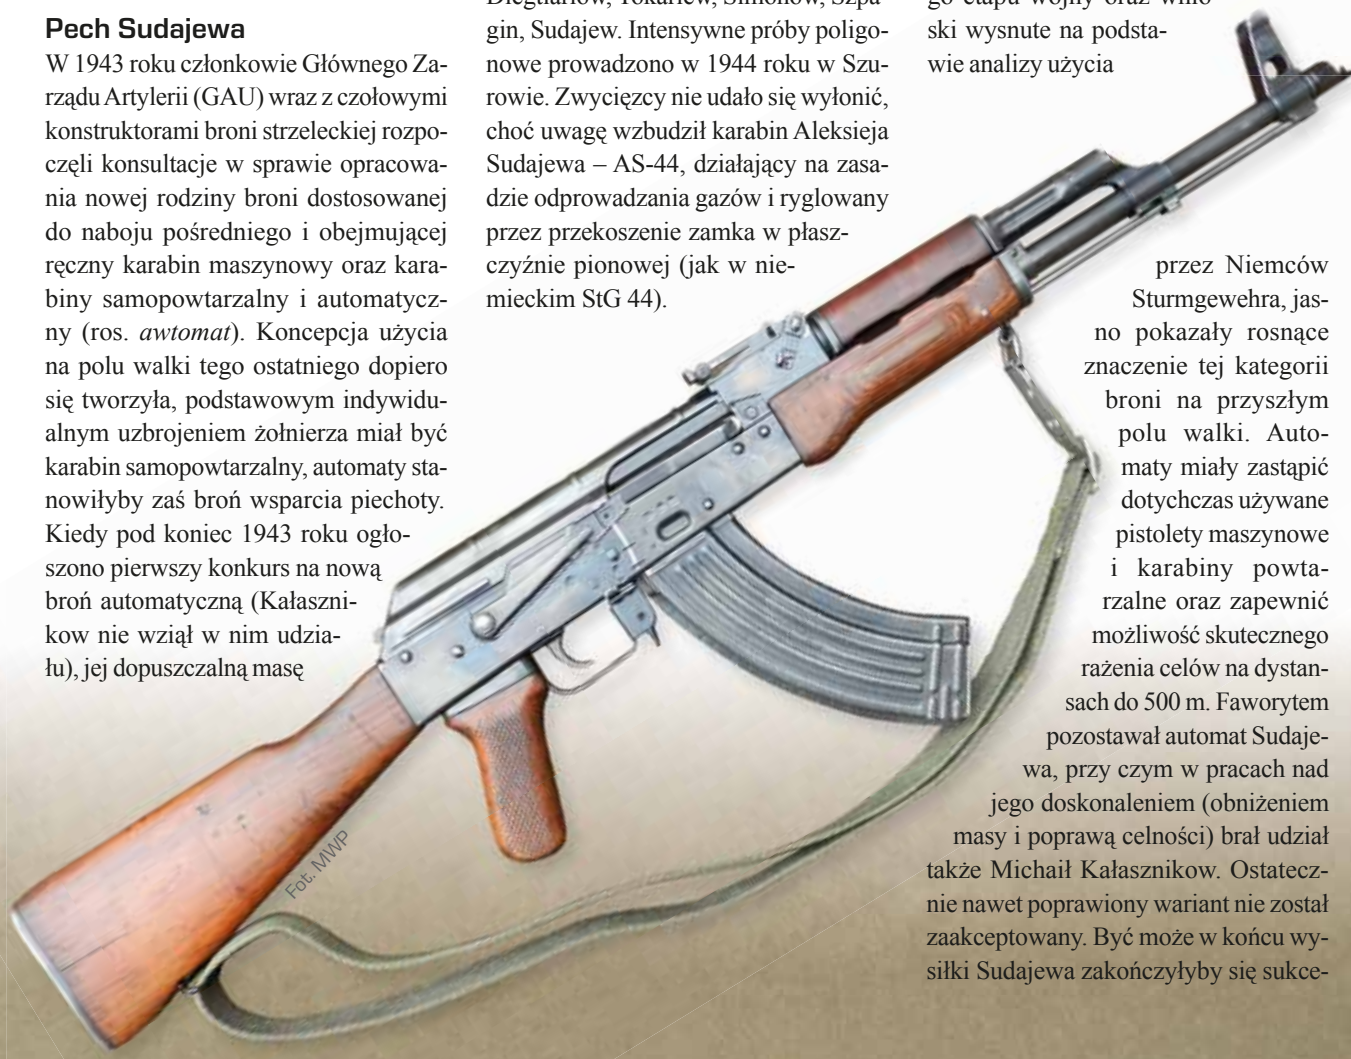 Pech Sudajewa
W 1943 roku członkowie Głównego Za-
rządu Artylerii (GAU) wraz z czołowymi
konstruktorami broni strzeleckiej rozpo-
częli konsultacje w sprawie opracowa-
nia nowej rodziny broni dostosowanej
do naboju pośredniego i obejmującej
ręczny karabin maszynowy oraz kara-
biny samopowtarzalny i automatycz-
ny (ros. awtomat). Koncepcja użycia
na polu walki tego ostatniego dopiero
się tworzyła, podstawowym indywidu-
alnym uzbrojeniem żołnierza miał być
karabin samopowtarzalny, automaty sta-
nowiłyby zaś broń wsparcia piechoty.
Kiedy pod koniec 1943 roku ogło-
szono pierwszy konkurs na nową
broń automatyczną (Kałaszni-
kow nie wziął w nim udzia-
łu), jej dopuszczalną masę
gin, Sudajew. Intensywne próby poligo-
nowe prowadzono w 1944 roku w Szu-
rowie. Zwycięzcy nie udało się wyłonić,
choć uwagę wzbudził karabin Aleksieja
Sudajewa – AS-44, działający na zasa-
dzie odprowadzania gazów i ryglowany
przez przekoszenie zamka w płasz-
czyźnie pionowej (jak w nie-
mieckim StG 44).
ski wysnute na podsta-
wie analizy użycia
przez Niemców
Sturmgewehra, jas-
no pokazały rosnące
znaczenie tej kategorii
broni na przyszłym
polu walki. Auto-
maty miały zastąpić
dotychczas używane
pistolety maszynowe
i karabiny powta-
rzalne oraz zapewnić
możliwość skutecznego
rażenia celów na dystan-
sach do 500 m. Faworytem
pozostawał automat Sudaje-
wa, przy czym w pracach nad
jego doskonaleniem (obniżeniem
masy i poprawą celności) brał udział
także Michaił Kałasznikow. Ostatecz-
nie nawet poprawiony wariant nie został
zaakceptowany. Być może w końcu wy-
siłki Sudajewa zakończyłyby się sukce-
Fot. MWP